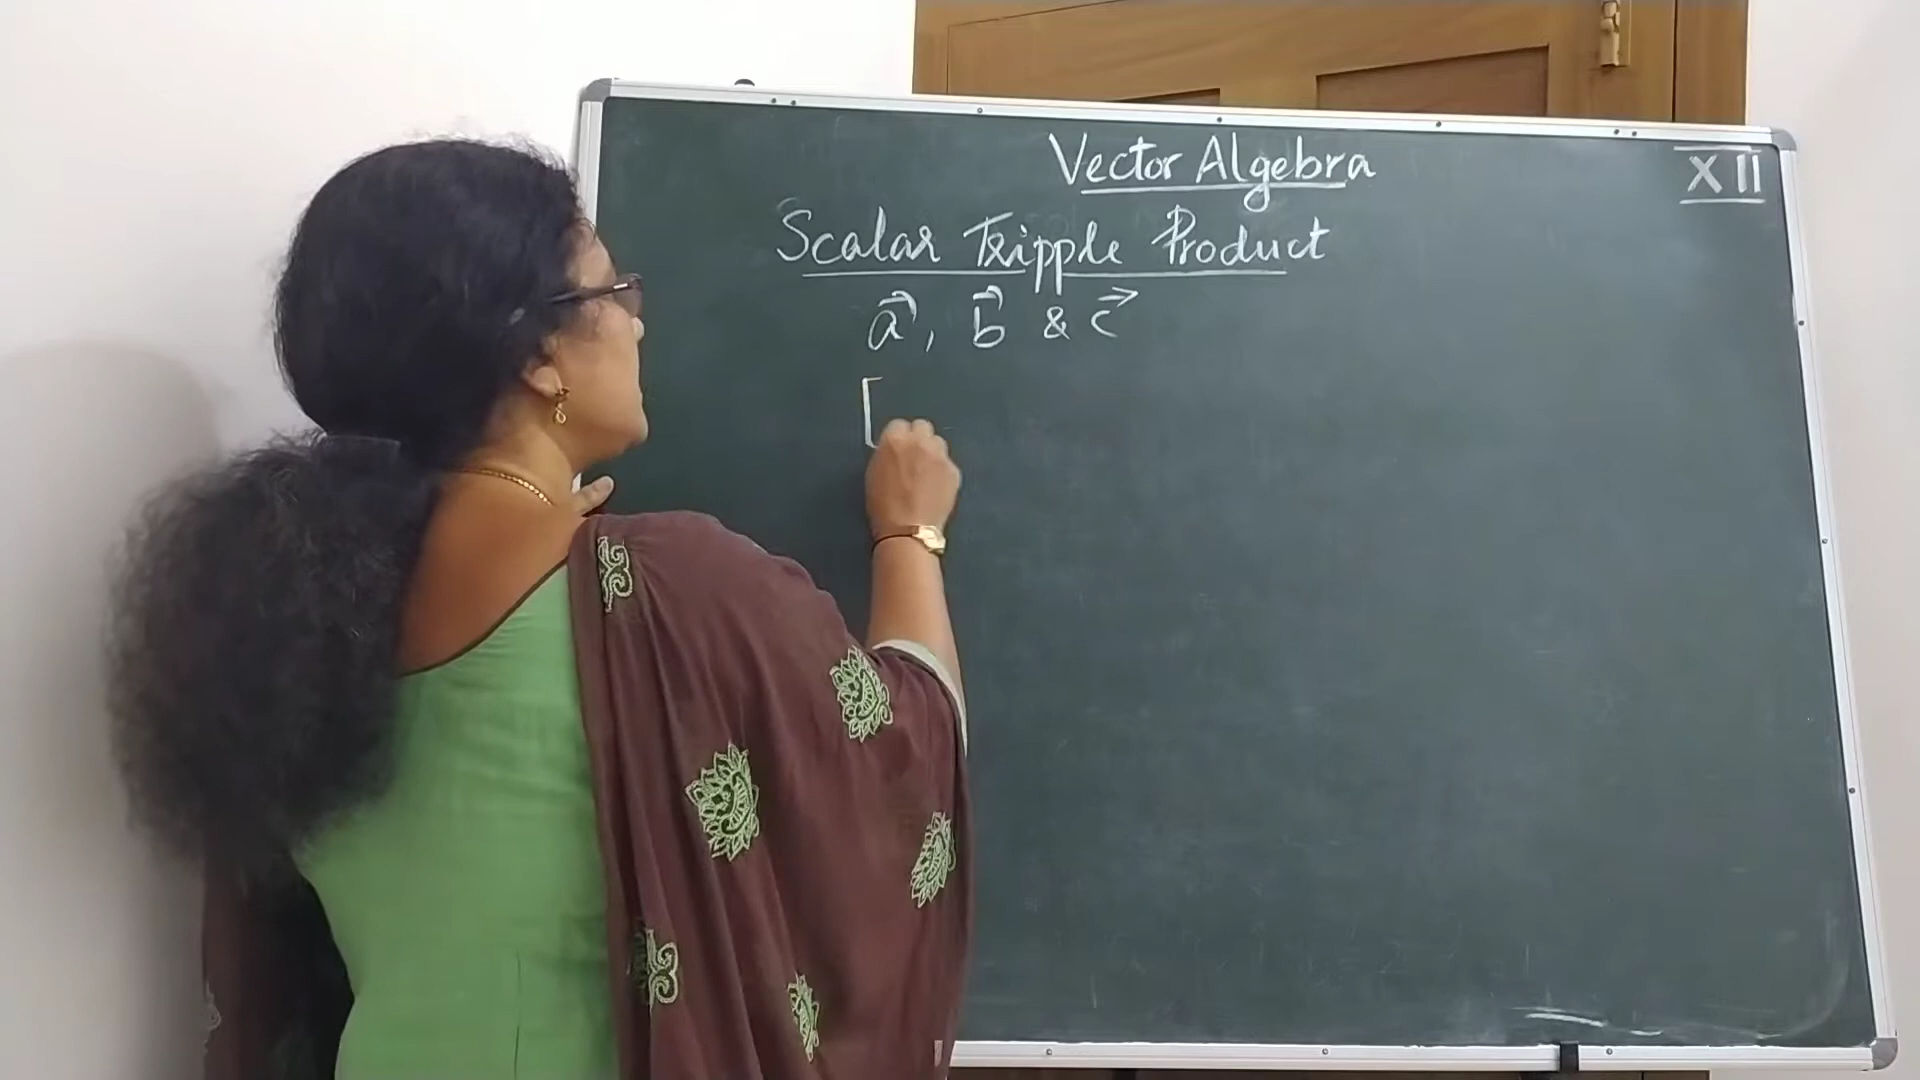 Vector Algebra
XII
Scalar Tripple Product
a⃗, b⃗ & c⃗
[